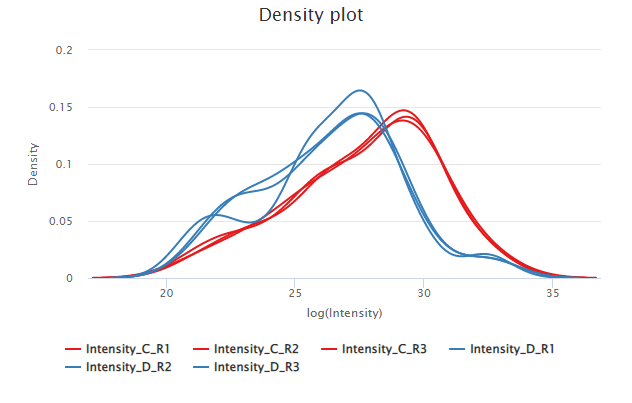 Density plot
0.2
0.15
0.1
0.05
0
Density
20 25 30 35
log(Intensity)
Intensity_C_R1 Intensity_C_R2 Intensity_C_R3 Intensity_D_R1
Intensity_D_R2 Intensity_D_R3